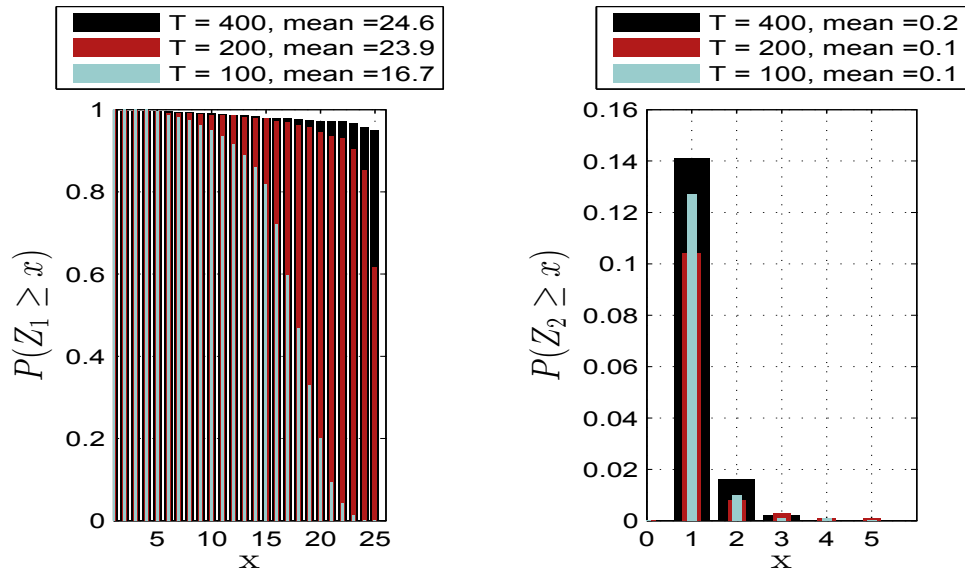 T = 400, mean =24.6
T = 200, mean =23.9
T = 100, mean =16.7
1
0.8
0.6
0.4
0.2
0
P(Z₁ ≥ x)
5 10 15 20 25
x
T = 400, mean =0.2
T = 200, mean =0.1
T = 100, mean =0.1
0.16
0.14
0.12
0.1
0.08
0.06
0.04
0.02
0
P(Z₂ ≥ x)
0 1 2 3 4 5
x